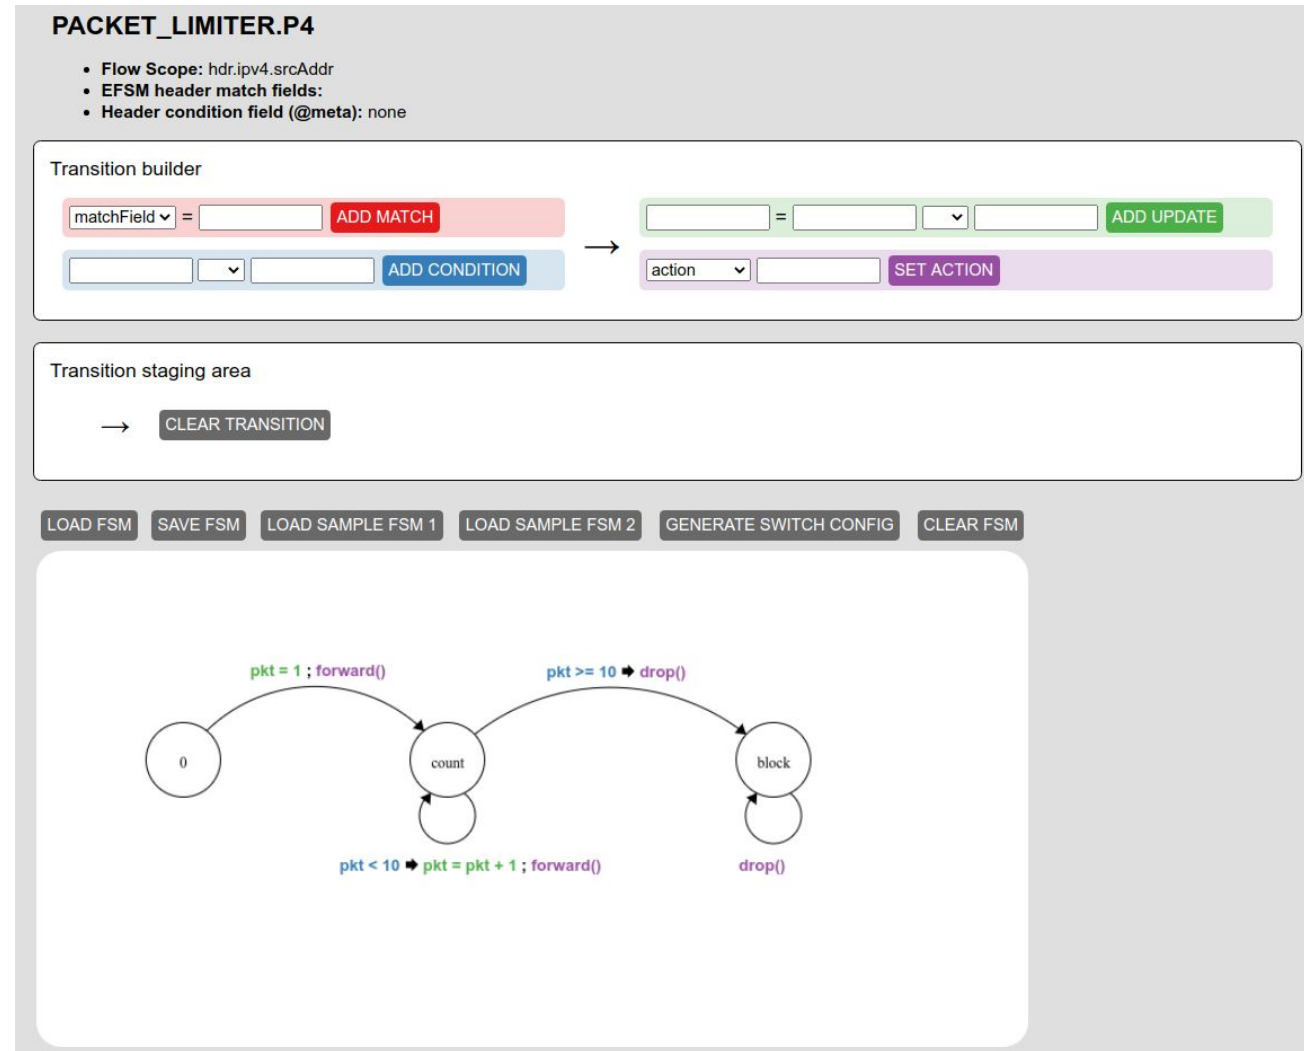 PACKET_LIMITER.P4
• Flow Scope: hdr.ipv4.srcAddr
• EFSM header match fields:
• Header condition field (@meta): none
Transition builder
matchField = ADD MATCH
= ADD UPDATE
→
ADD CONDITION
action SET ACTION
Transition staging area
→ CLEAR TRANSITION
LOAD FSM SAVE FSM LOAD SAMPLE FSM 1 LOAD SAMPLE FSM 2 GENERATE SWITCH CONFIG CLEAR FSM
pkt = 1 ; forward()
pkt >= 10 ➡ drop()
0
count
block
pkt < 10 ➡ pkt = pkt + 1 ; forward()
drop()